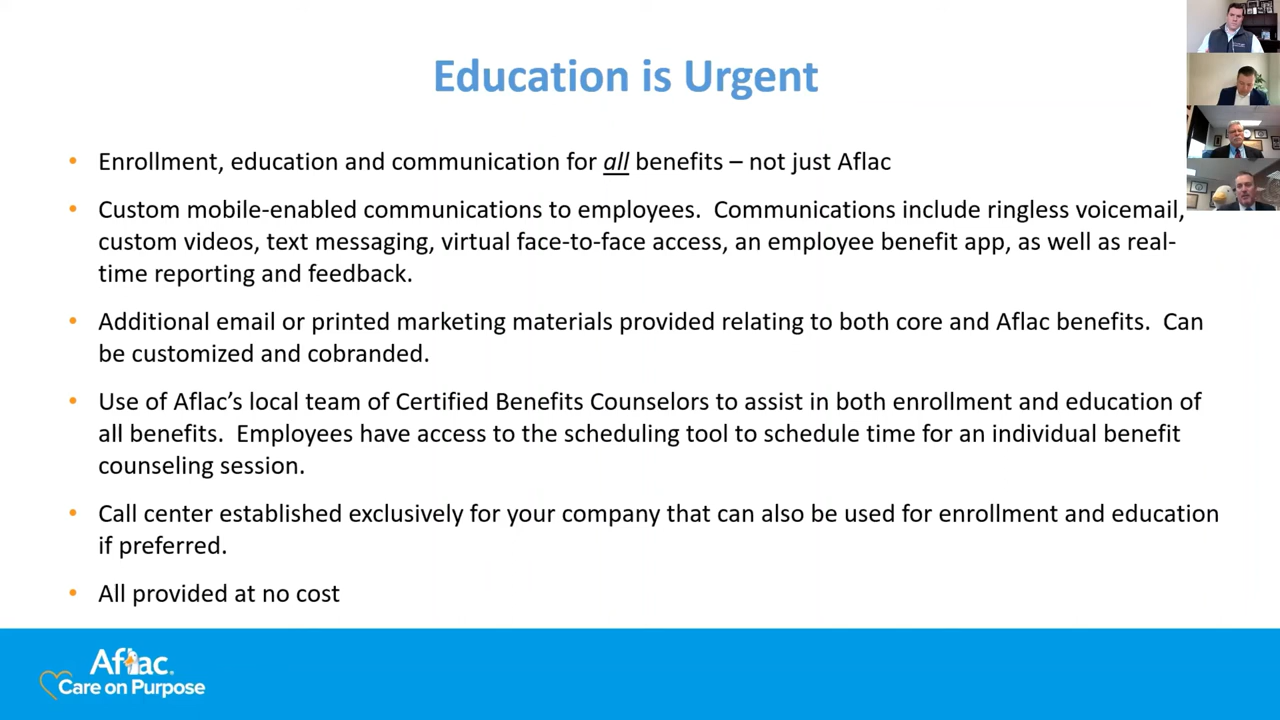 Education is Urgent
• Enrollment, education and communication for all benefits – not just Aflac
• Custom mobile-enabled communications to employees.  Communications include ringless voicemail,
custom videos, text messaging, virtual face-to-face access, an employee benefit app, as well as real-
time reporting and feedback.
• Additional email or printed marketing materials provided relating to both core and Aflac benefits.  Can
be customized and cobranded.
• Use of Aflac’s local team of Certified Benefits Counselors to assist in both enrollment and education of
all benefits.  Employees have access to the scheduling tool to schedule time for an individual benefit
counseling session.
• Call center established exclusively for your company that can also be used for enrollment and education
if preferred.
• All provided at no cost
Aflac.
Care on Purpose